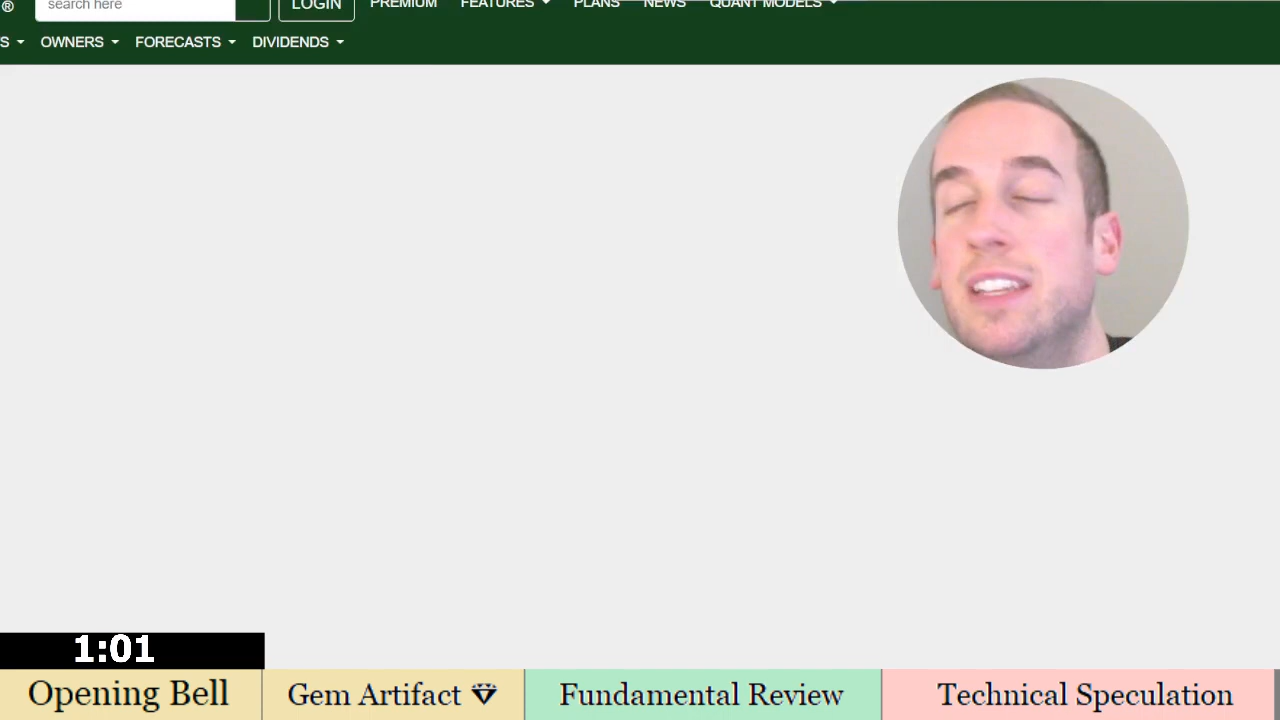 ® search here LOGIN PREMIUM FEATURES PLANS NEWS QUANT MODELS
S OWNERS FORECASTS DIVIDENDS
1:01
Opening Bell Gem Artifact Fundamental Review Technical Speculation